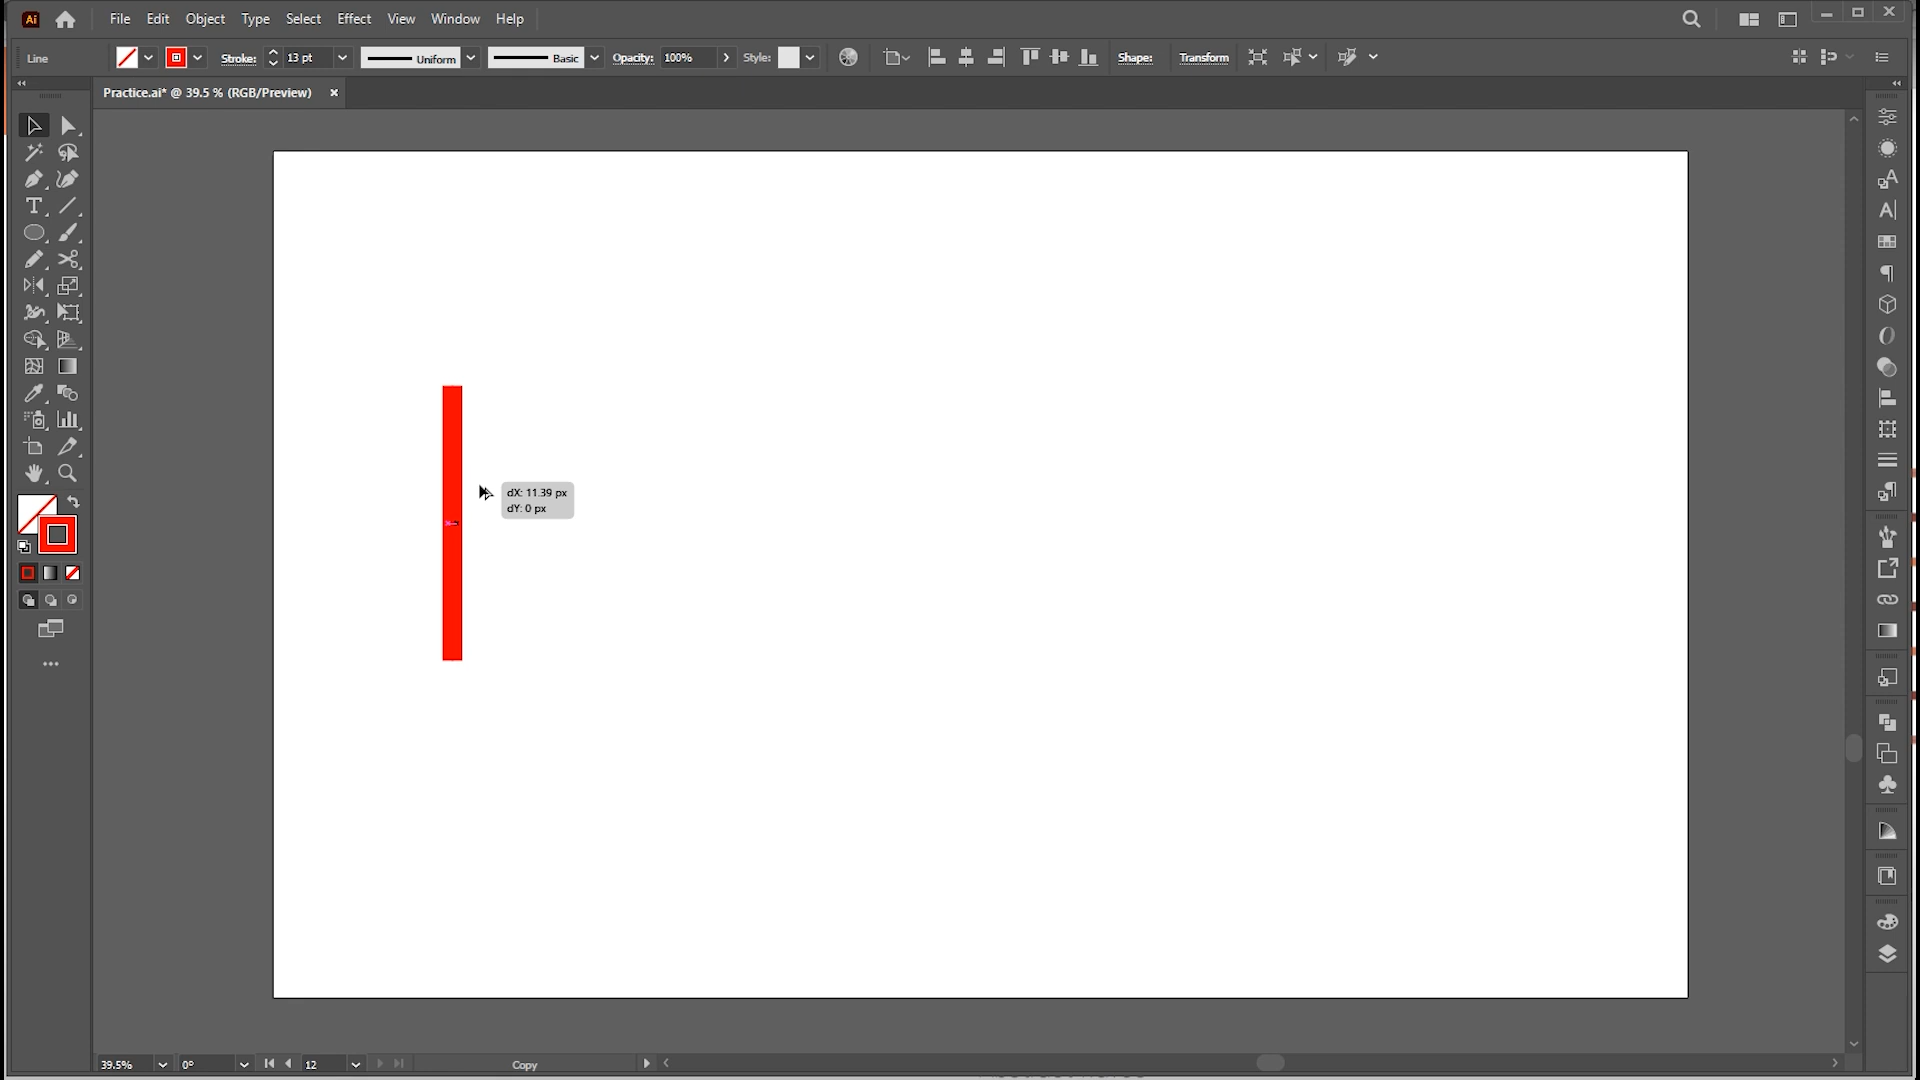 Ai File Edit Object Type Select Effect View Window Help
Line Stroke: 13 pt Uniform Basic Opacity: 100% Style: Shape: Transform
Practice.ai* @ 39.5 % (RGB/Preview) ×
dX: 11.39 px
dY: 0 px
39.5% 0° 12 Copy